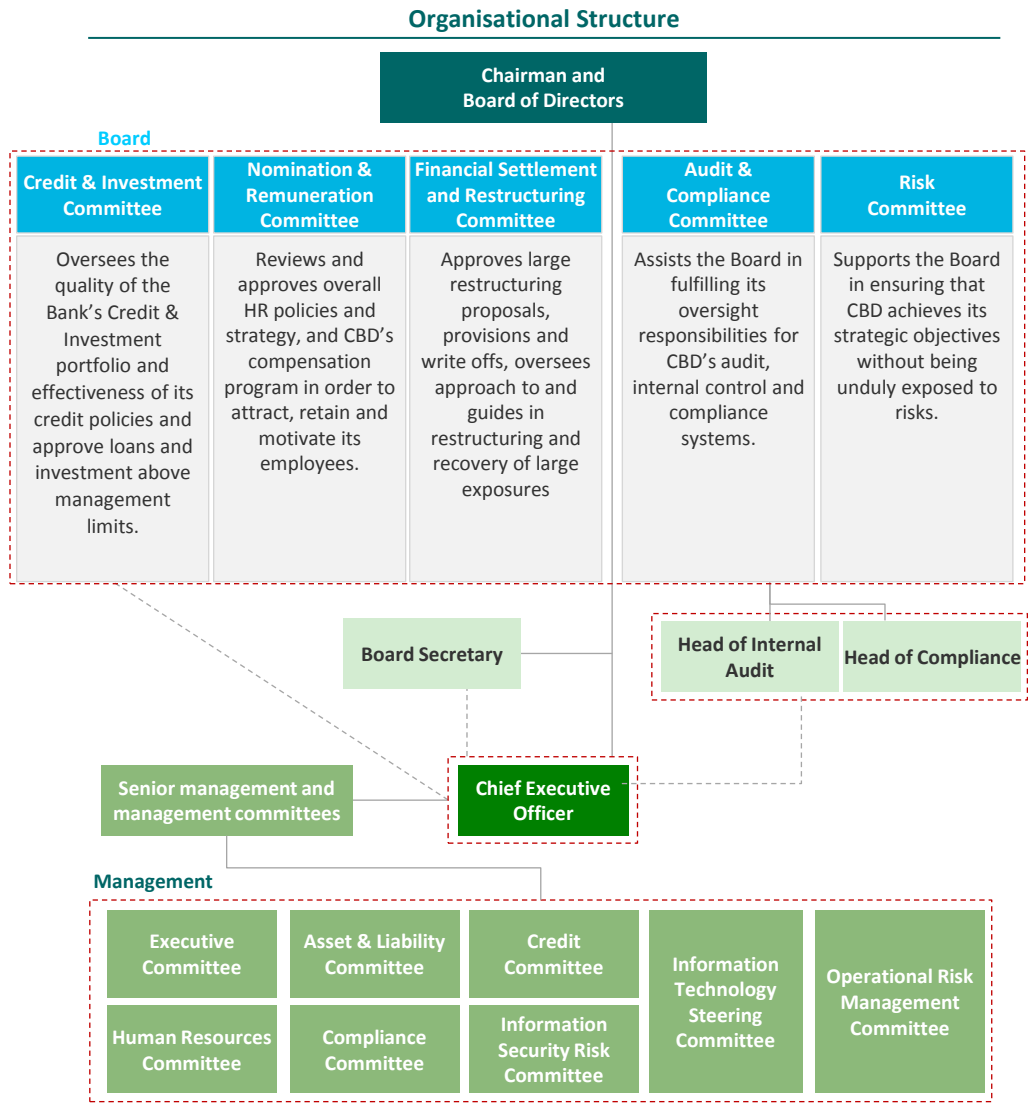 Organisational Structure
Chairman and
Board of Directors
Board
Credit & Investment
Committee
Nomination &
Remuneration
Committee
Financial Settlement
and Restructuring
Committee
Audit &
Compliance
Committee
Risk
Committee
Oversees the
quality of the
Bank's Credit &
Investment
portfolio and
effectiveness of its
credit policies and
approve loans and
investment above
management
limits.
Reviews and
approves overall
HR policies and
strategy, and CBD's
compensation
program in order to
attract, retain and
motivate its
employees.
Approves large
restructuring
proposals,
provisions and
write offs, oversees
approach to and
guides in
restructuring and
recovery of large
exposures
Assists the Board in
fulfilling its
oversight
responsibilities for
CBD's audit,
internal control and
compliance
systems.
Supports the Board
in ensuring that
CBD achieves its
strategic objectives
without being
unduly exposed to
risks.
Board Secretary
Head of Internal
Audit
Head of Compliance
Senior management and
management committees
Chief Executive
Officer
Management
Executive
Committee
Asset & Liability
Committee
Credit
Committee
Information
Technology
Steering
Committee
Operational Risk
Management
Committee
Human Resources
Committee
Compliance
Committee
Information
Security Risk
Committee